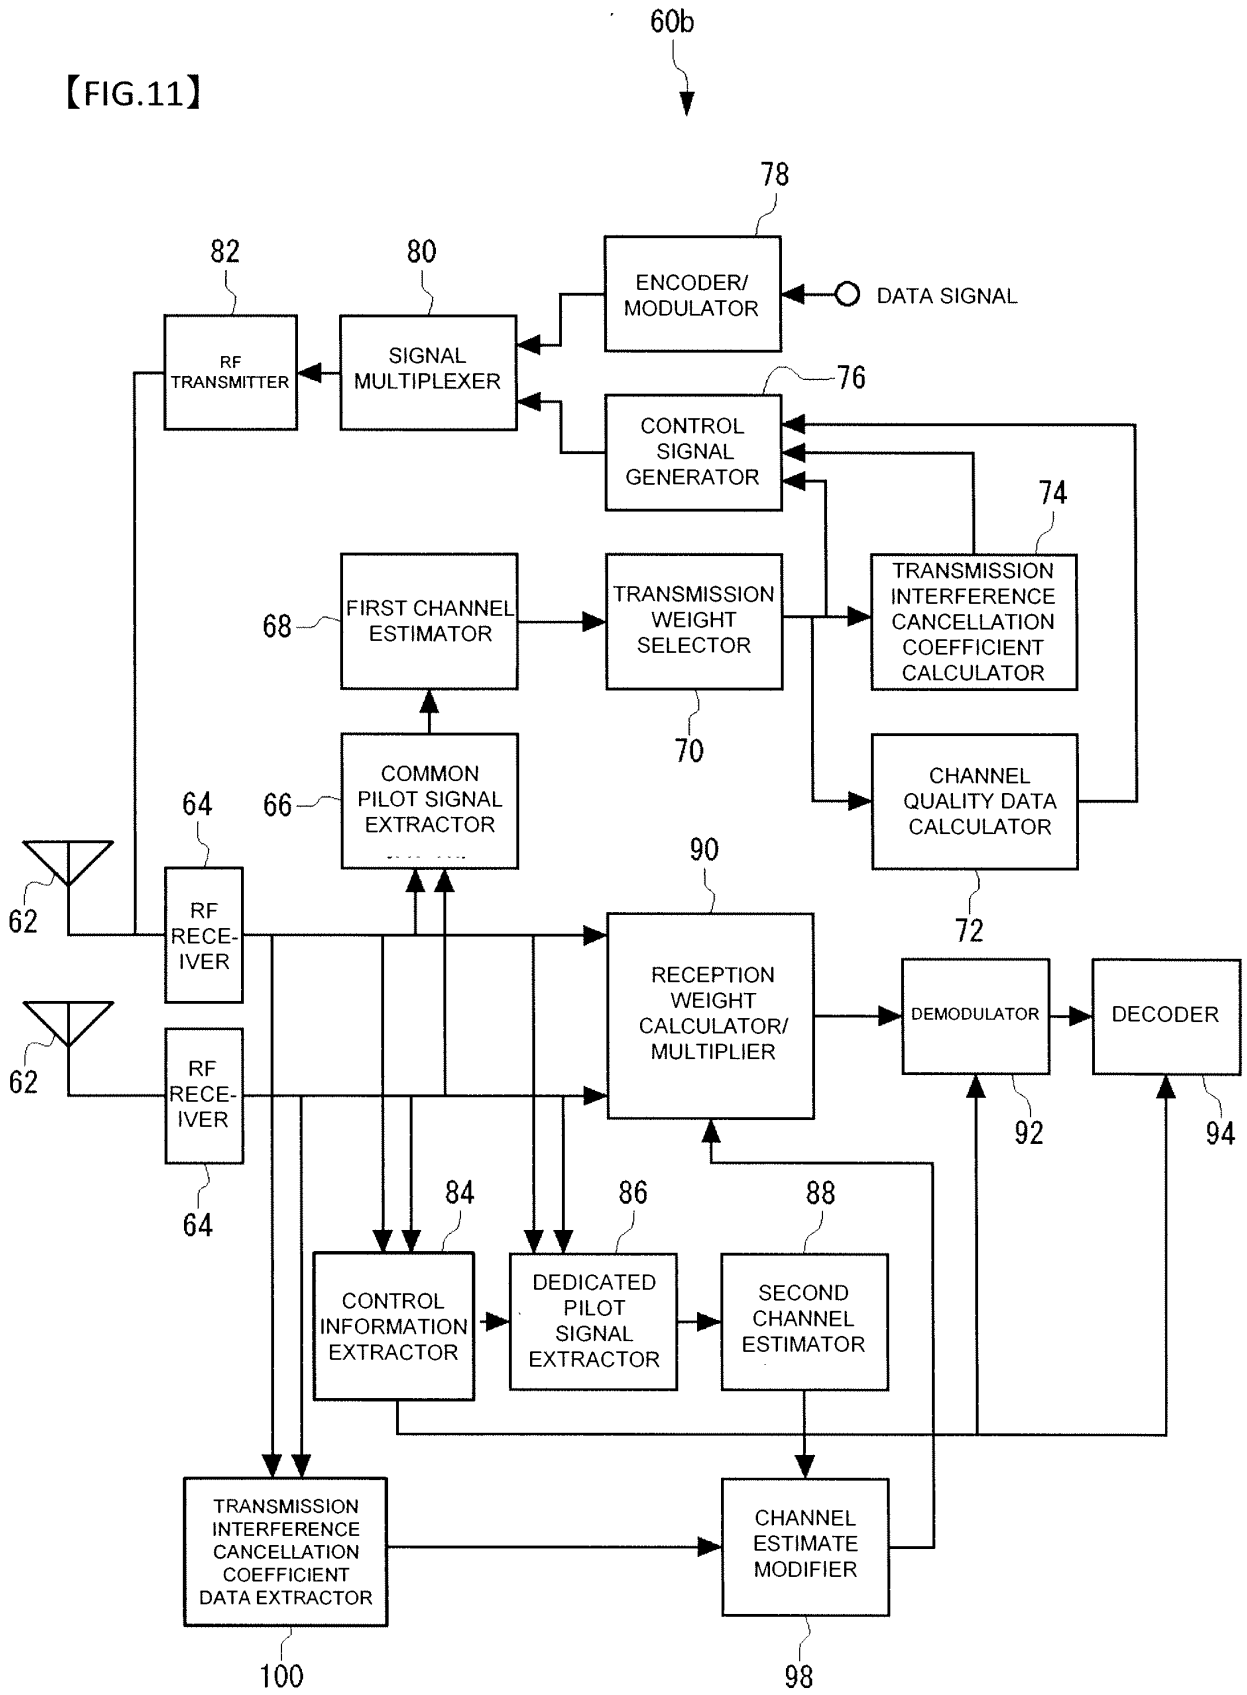 60b
【FIG.11】
78
82
80
ENCODER/
MODULATOR
DATA SIGNAL
RF
TRANSMITTER
SIGNAL
MULTIPLEXER
76
CONTROL
SIGNAL
GENERATOR
74
68
FIRST CHANNEL
ESTIMATOR
TRANSMISSION
WEIGHT
SELECTOR
TRANSMISSION
INTERFERENCE
CANCELLATION
COEFFICIENT
CALCULATOR
70
66
COMMON
PILOT SIGNAL
EXTRACTOR
CHANNEL
QUALITY DATA
CALCULATOR
64
90
72
62
RF
RECE-
IVER
RECEPTION
WEIGHT
CALCULATOR/
MULTIPLIER
DEMODULATOR
DECODER
62
RF
RECE-
IVER
92
94
64
84
86
88
CONTROL
INFORMATION
EXTRACTOR
DEDICATED
PILOT
SIGNAL
EXTRACTOR
SECOND
CHANNEL
ESTIMATOR
TRANSMISSION
INTERFERENCE
CANCELLATION
COEFFICIENT
DATA EXTRACTOR
CHANNEL
ESTIMATE
MODIFIER
100
98